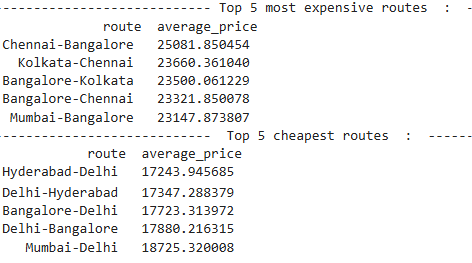 --------------------------- Top 5 most expensive routes  :  -
route  average_price
Chennai-Bangalore   25081.850454
Kolkata-Chennai   23660.361040
Bangalore-Kolkata   23500.061229
Bangalore-Chennai   23321.850078
Mumbai-Bangalore   23147.873807
---------------------------  Top 5 cheapest routes  :  ------
route  average_price
Hyderabad-Delhi   17243.945685
Delhi-Hyderabad   17347.288379
Bangalore-Delhi   17723.313972
Delhi-Bangalore   17880.216315
Mumbai-Delhi   18725.320008